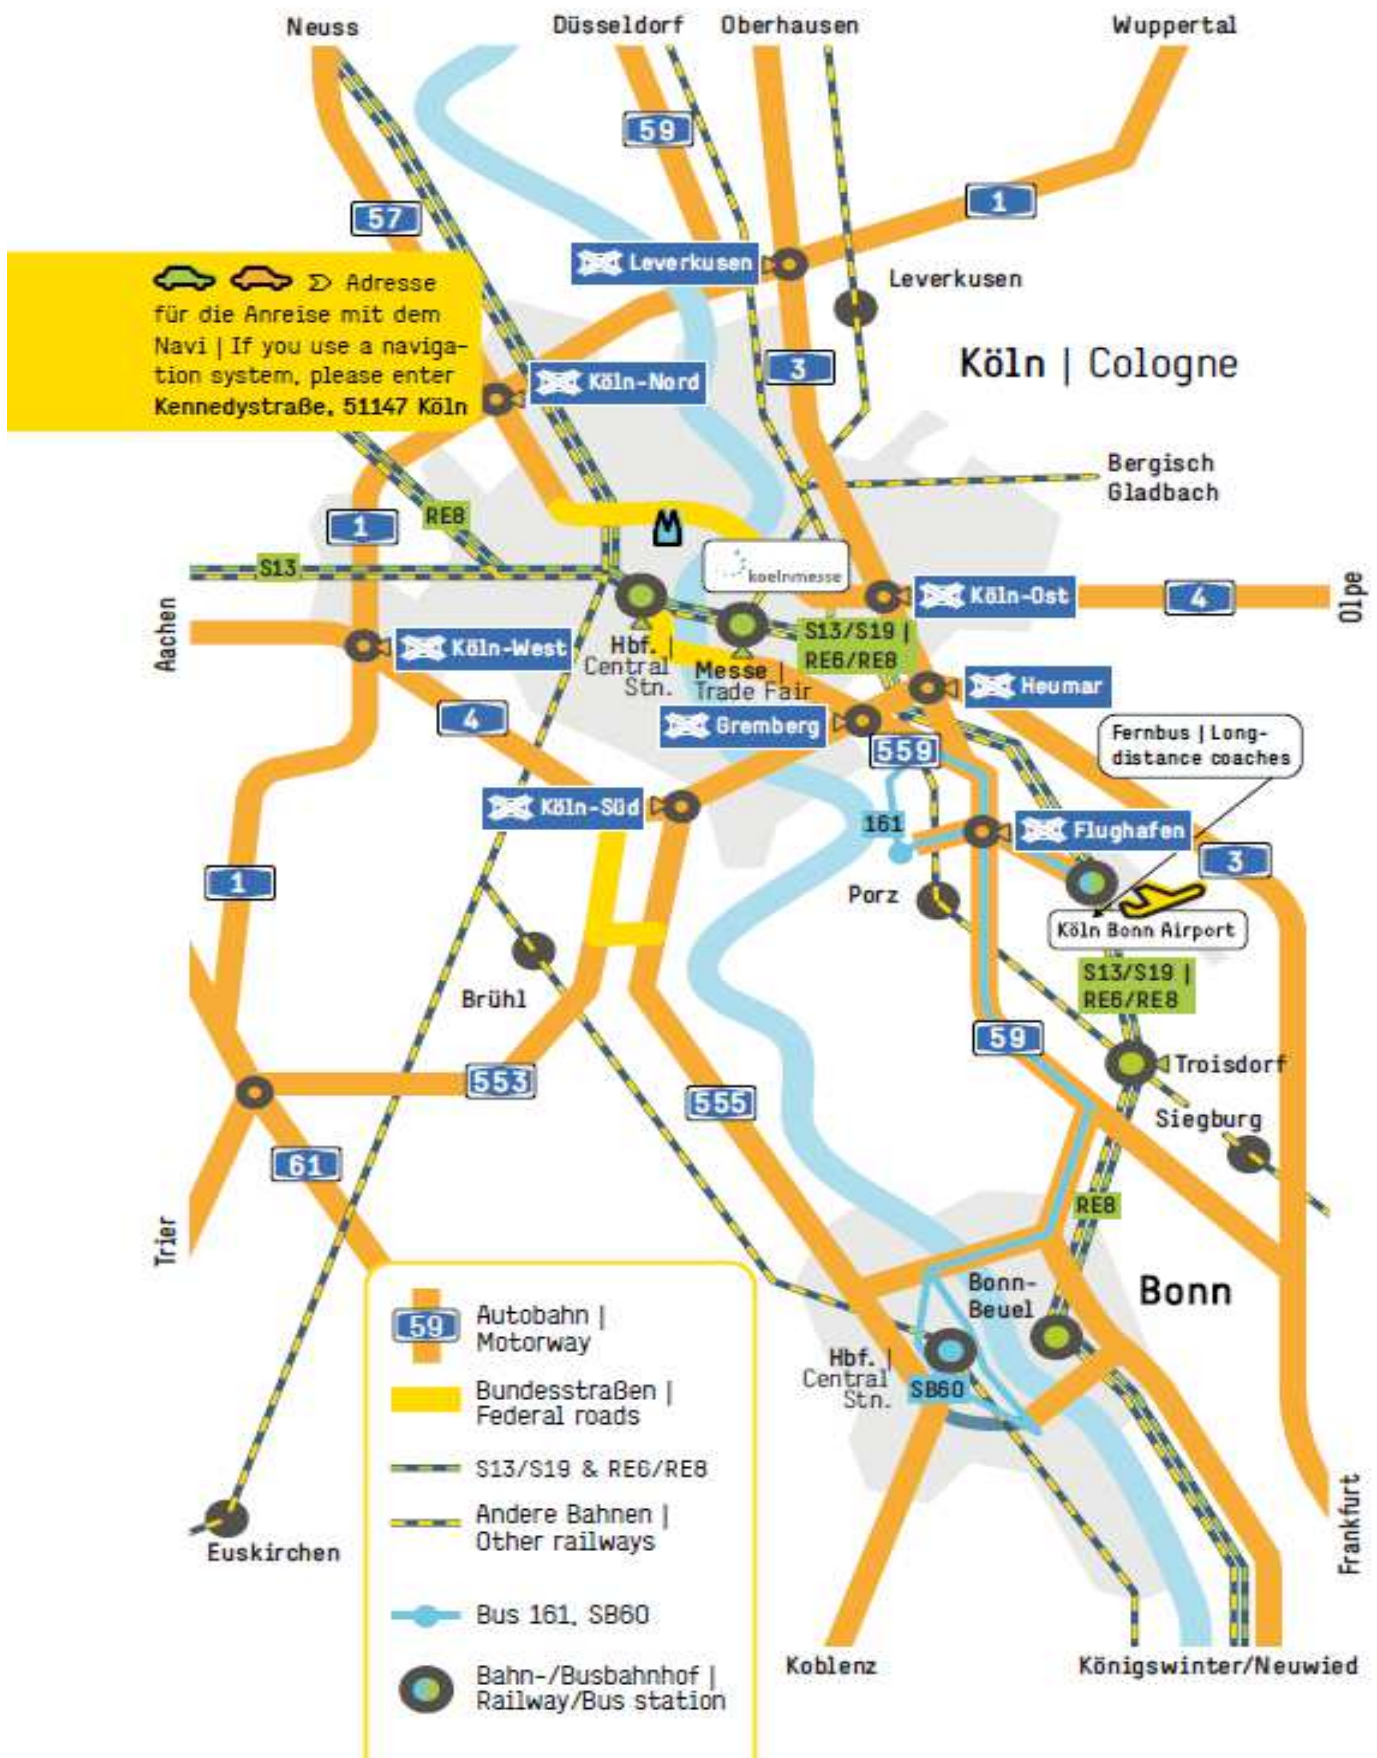 Neuss
Düsseldorf
Oberhausen
Wuppertal
59
1
57
Leverkusen
Leverkusen
Adresse
für die Anreise mit dem
Navi | If you use a naviga-
tion system, please enter
Kennedystraße, 51147 Köln
3
Köln | Cologne
Köln-Nord
Bergisch
Gladbach
1
RE8
S13
koelnmesse
Köln-Ost
4
Olpe
Aachen
Köln-West
Hbf. |
Central
Stn.
Messe |
Trade Fair
S13/S19 |
RE6/RE8
Heumar
4
Gremberg
559
Fernbus | Long-
distance coaches
Köln-Süd
161
Flughafen
3
1
Porz
Köln Bonn Airport
Brühl
S13/S19 |
RE6/RE8
59
Troisdorf
553
555
Siegburg
61
RE8
Trier
Bonn-
Beuel
Bonn
59
Autobahn |
Motorway
Hbf. |
Central
Stn.
SB60
Bundesstraßen |
Federal roads
S13/S19 & RE6/RE8
Andere Bahnen |
Other railways
Euskirchen
Frankfurt
Bus 161, SB60
Bahn-/Busbahnhof |
Railway/Bus station
Koblenz
Königswinter/Neuwied